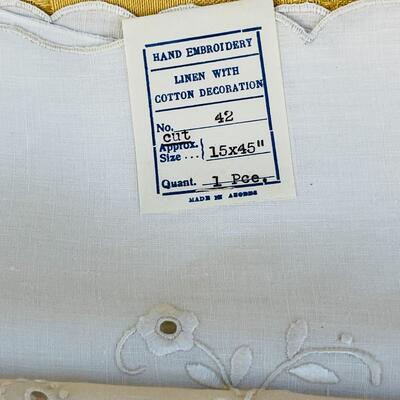 HAND EMBROIDERY
LINEN WITH
COTTON DECORATION
No. 42
cut
Approx.
Size ... 15x45"
Quant. 1 Pce.
MADE IN AZORES